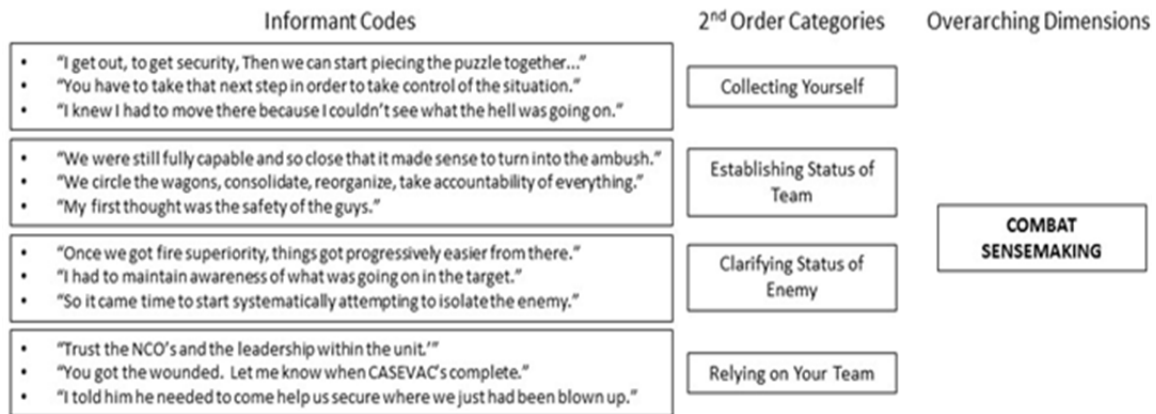 Informant Codes
2nd Order Categories
Overarching Dimensions
• "I get out, to get security, Then we can start piecing the puzzle together..."
• "You have to take that next step in order to take control of the situation."
• "I knew I had to move there because I couldn't see what the hell was going on."
Collecting Yourself
• "We were still fully capable and so close that it made sense to turn into the ambush."
• "We circle the wagons, consolidate, reorganize, take accountability of everything."
• "My first thought was the safety of the guys."
Establishing Status of
Team
• "Once we got fire superiority, things got progressively easier from there."
• "I had to maintain awareness of what was going on in the target."
• "So it came time to start systematically attempting to isolate the enemy."
Clarifying Status of
Enemy
• "Trust the NCO's and the leadership within the unit.'"
• "You got the wounded. Let me know when CASEVAC's complete."
• "I told him he needed to come help us secure where we just had been blown up."
Relying on Your Team
COMBAT
SENSEMAKING